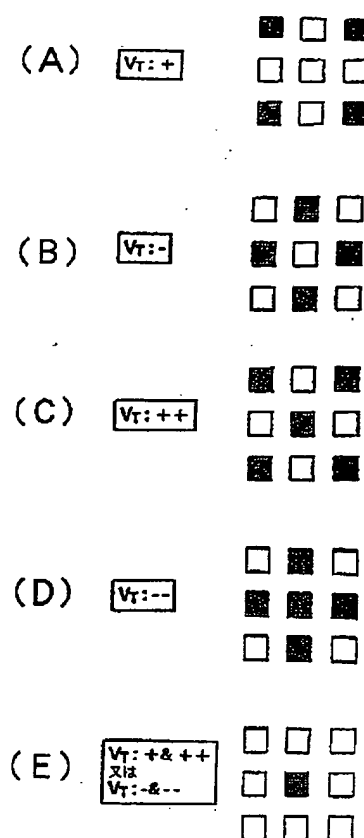 (A) VT: +
(B) VT: -
(C) VT: ++
(D) VT: --
(E) VT: +& ++
又は
VT: -& --